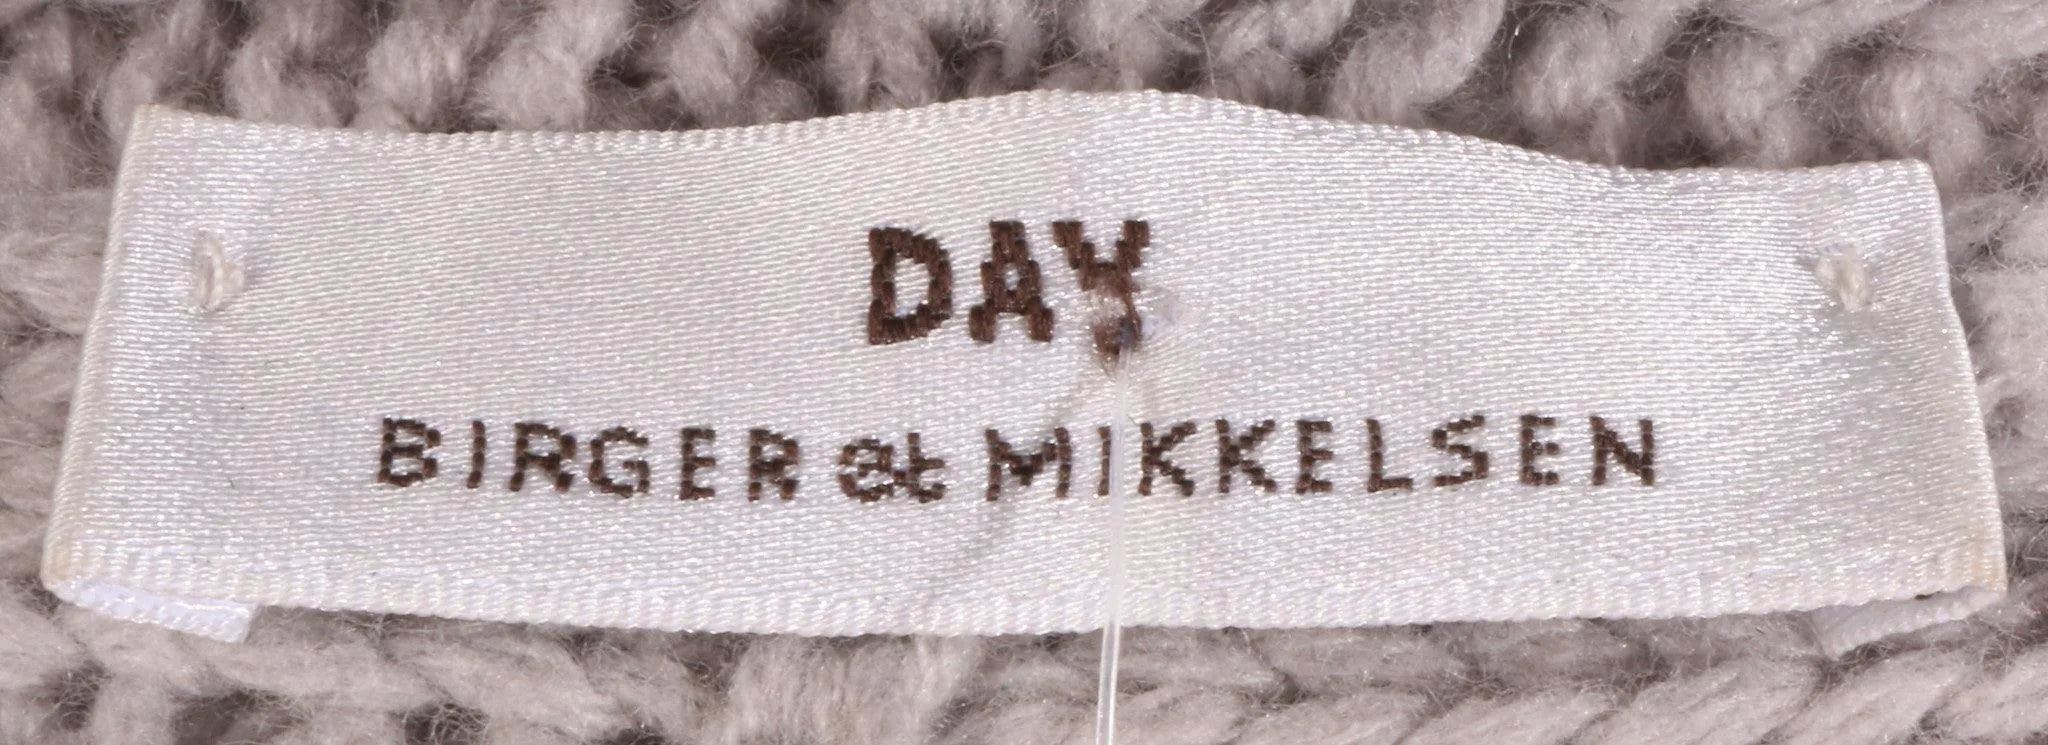 DAY
BIRGER et MIKKELSEN